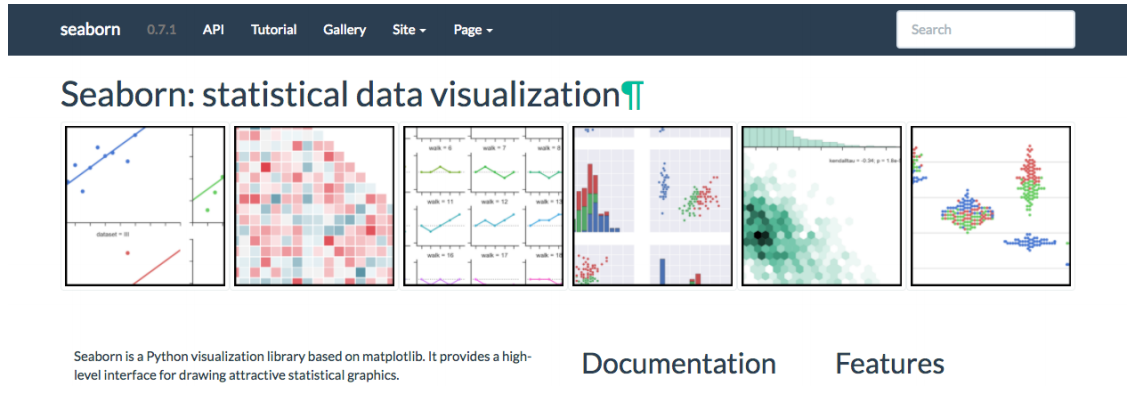 seaborn 0.7.1 API Tutorial Gallery Site Page Search
Seaborn: statistical data visualization¶
walk = 6 walk = 7 walk = 8
kendalltau = -0.34; p = 1.6e-
walk = 11 walk = 12 walk = 13
dataset = III
walk = 16 walk = 17 walk = 18
Seaborn is a Python visualization library based on matplotlib. It provides a high-
level interface for drawing attractive statistical graphics.
Documentation
Features